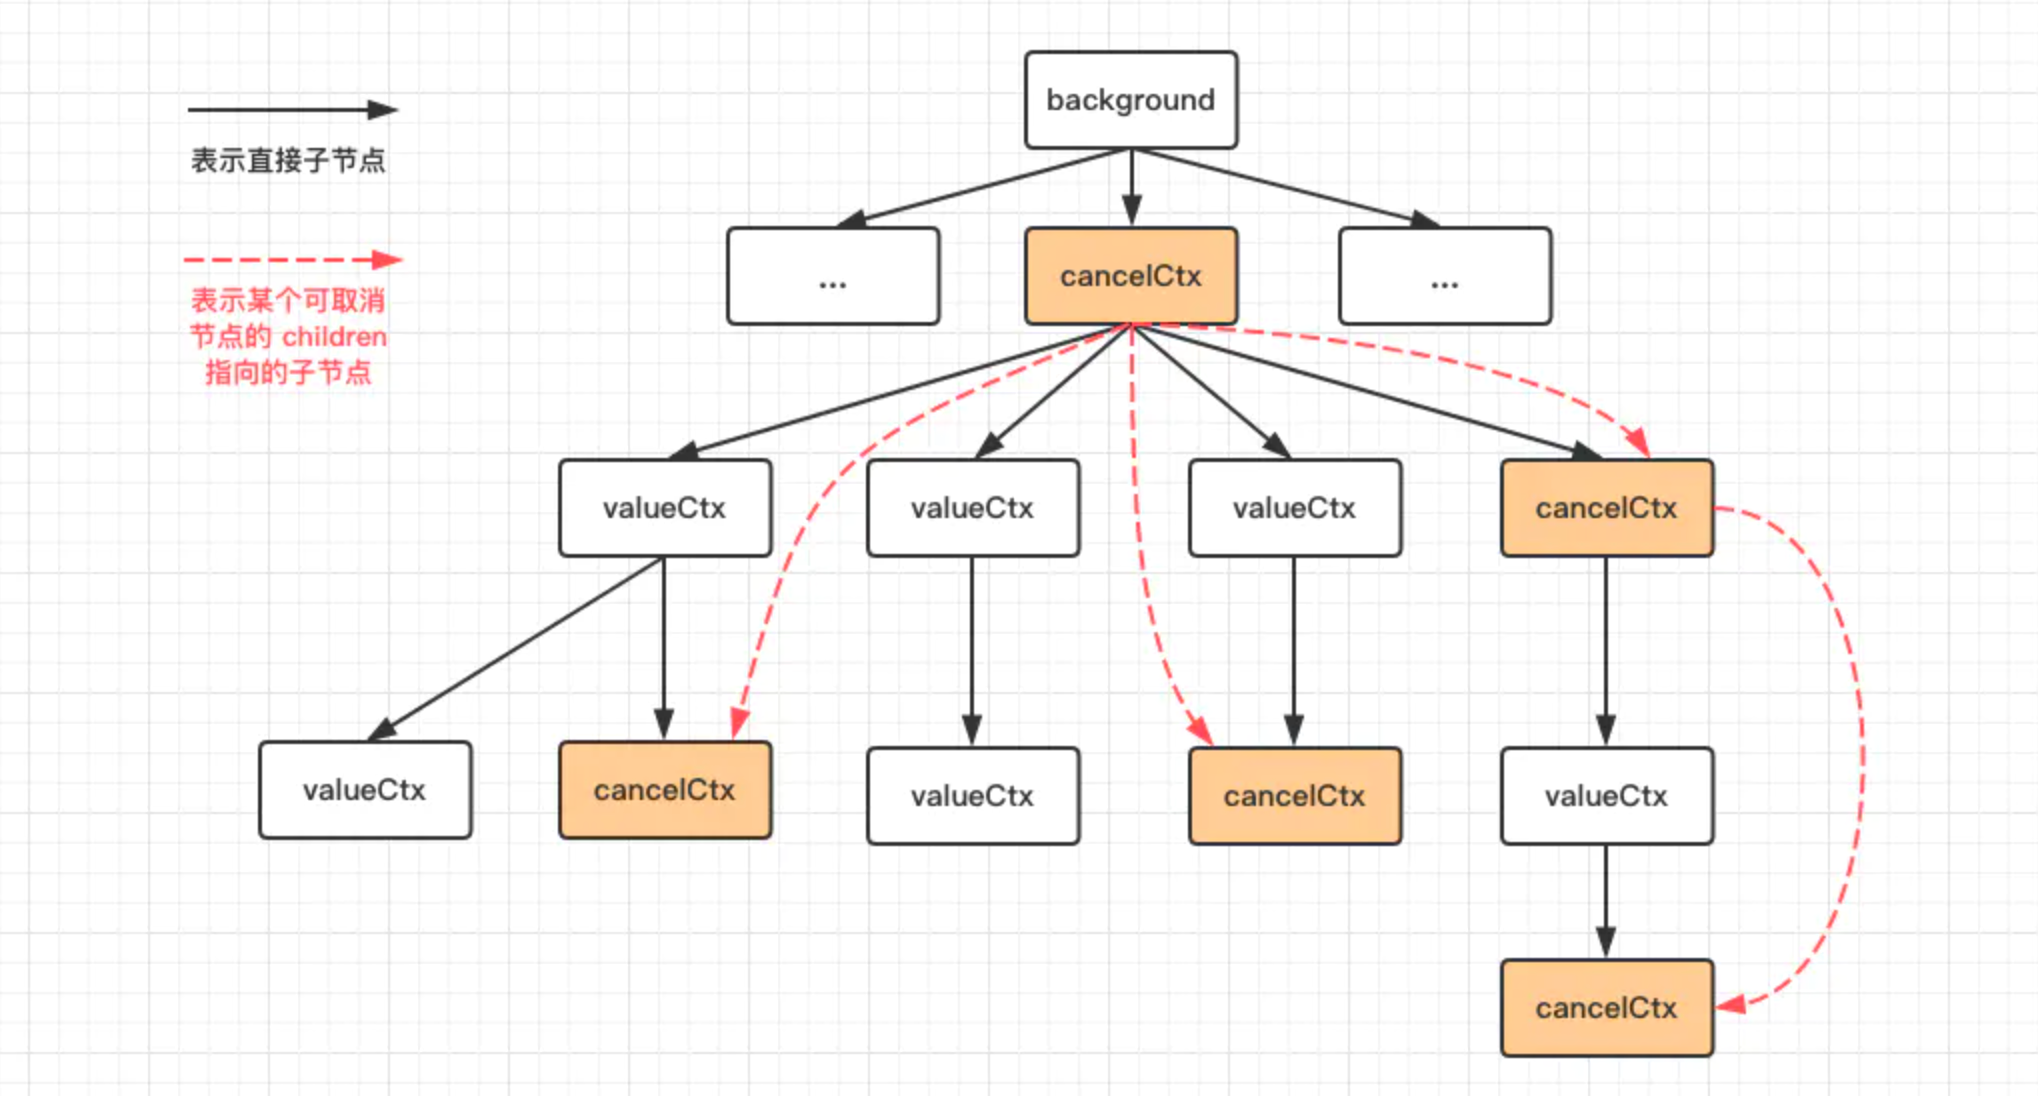 background
表示直接子节点
...
cancelCtx
...
表示某个可取消
节点的 children
指向的子节点
valueCtx
valueCtx
valueCtx
cancelCtx
valueCtx
cancelCtx
valueCtx
cancelCtx
valueCtx
cancelCtx